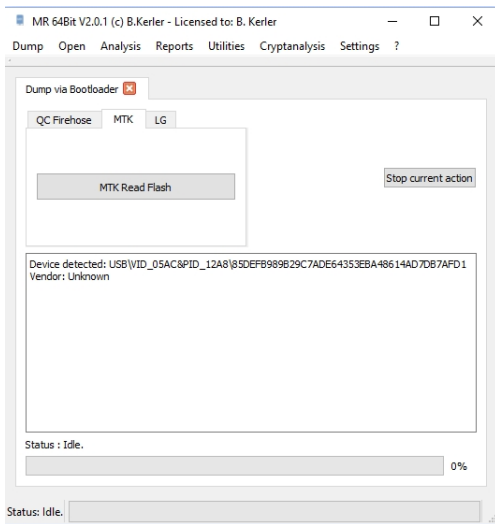 MR 64Bit V2.0.1 (c) B.Kerler - Licensed to: B. Kerler
Dump Open Analysis Reports Utilities Cryptanalysis Settings ?
Dump via Bootloader
QC Firehose MTK LG
MTK Read Flash
Stop current action
Device detected: USB\VID_05AC&PID_12A8\85DEFB989B29C7ADE64353EBA48614AD7DB7AFD1
Vendor: Unknown
Status : Idle.
0%
Status: Idle.